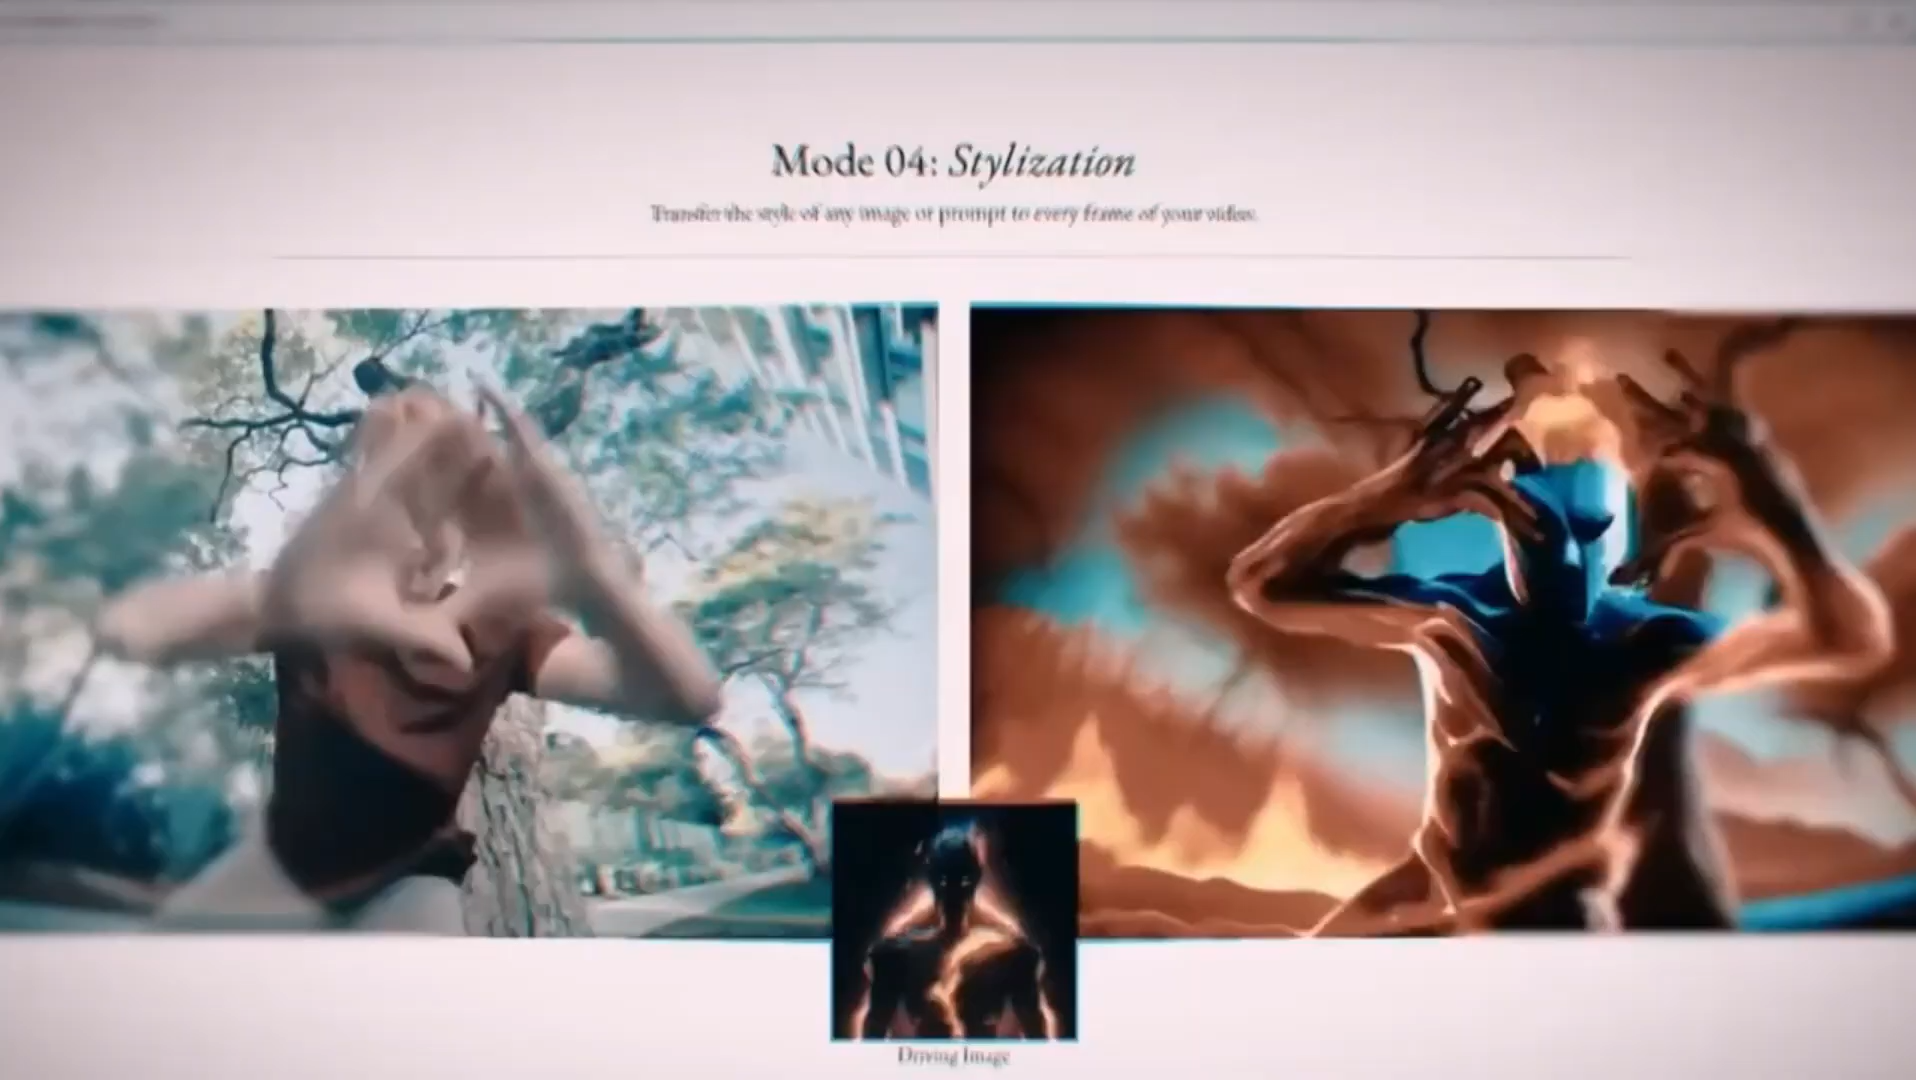 Mode 04: Stylization
Transfer the style of any image or prompt to every frame of your video.
Driving Image